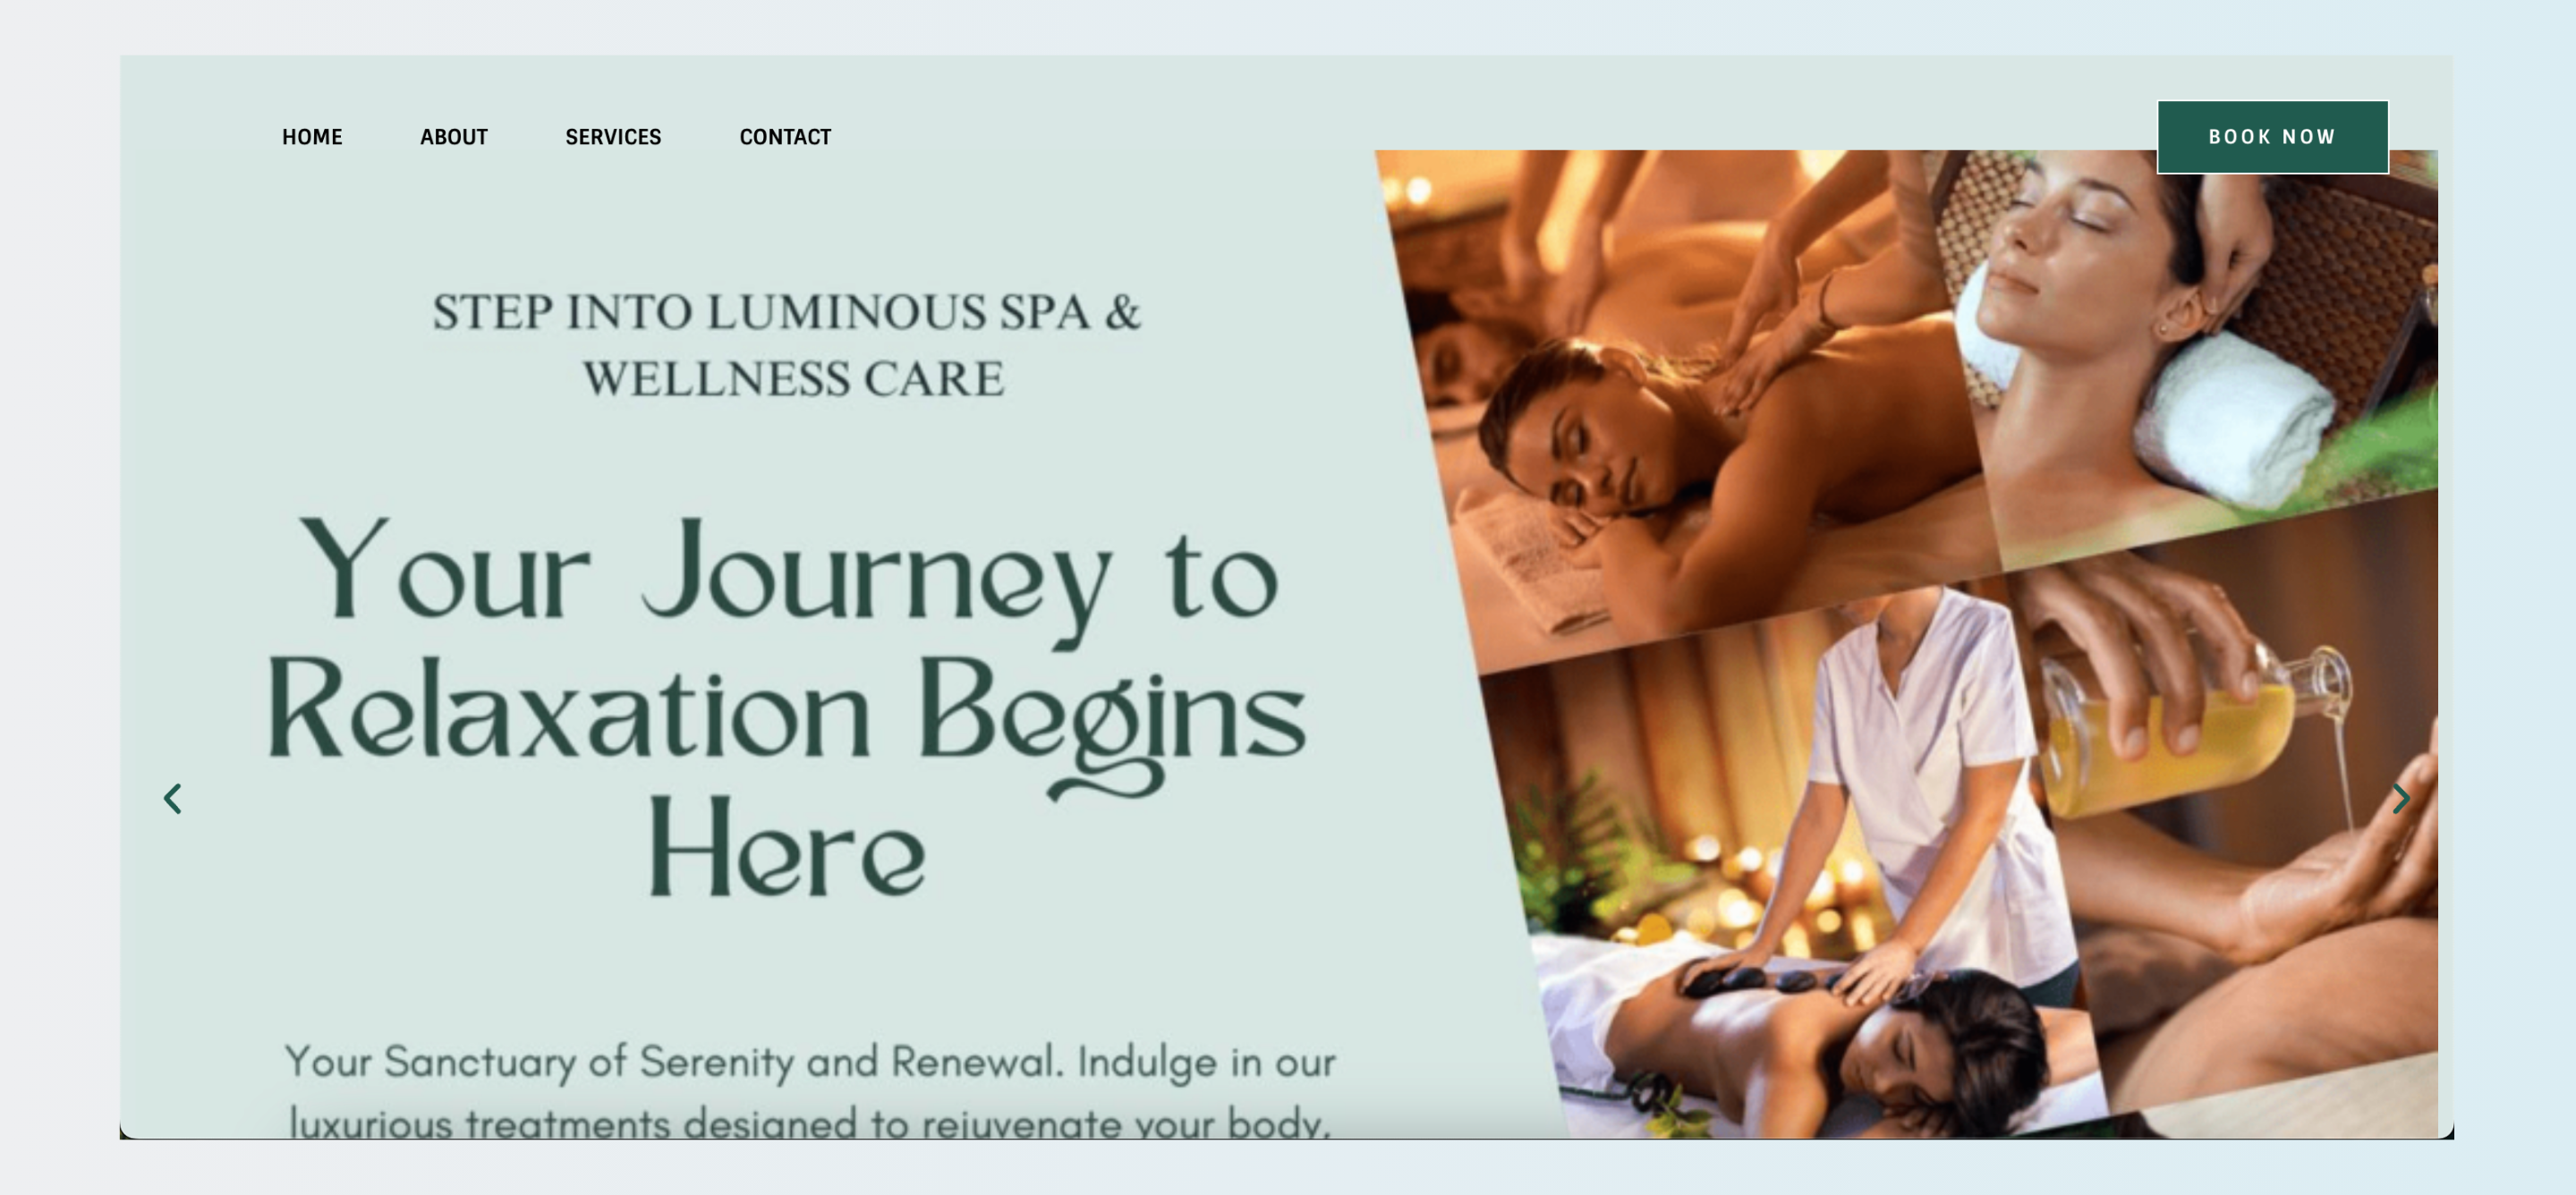 HOME ABOUT SERVICES CONTACT BOOK NOW
STEP INTO LUMINOUS SPA &
WELLNESS CARE
Your Journey to
Relaxation Begins
Here
Your Sanctuary of Serenity and Renewal. Indulge in our
luxurious treatments designed to rejuvenate your body,